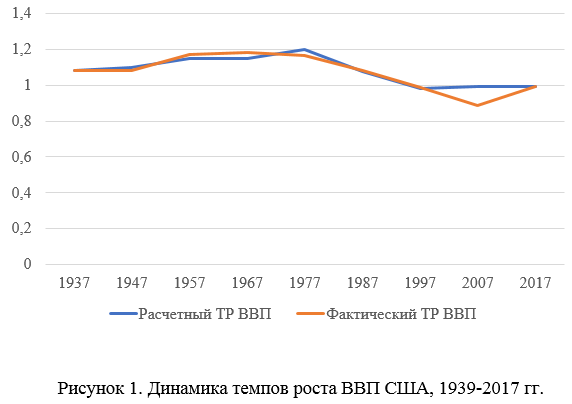 1,4
1,2
1
0,8
0,6
0,4
0,2
0
1937 1947 1957 1967 1977 1987 1997 2007 2017
Расчетный ТР ВВП Фактический ТР ВВП
Рисунок 1. Динамика темпов роста ВВП США, 1939-2017 гг.